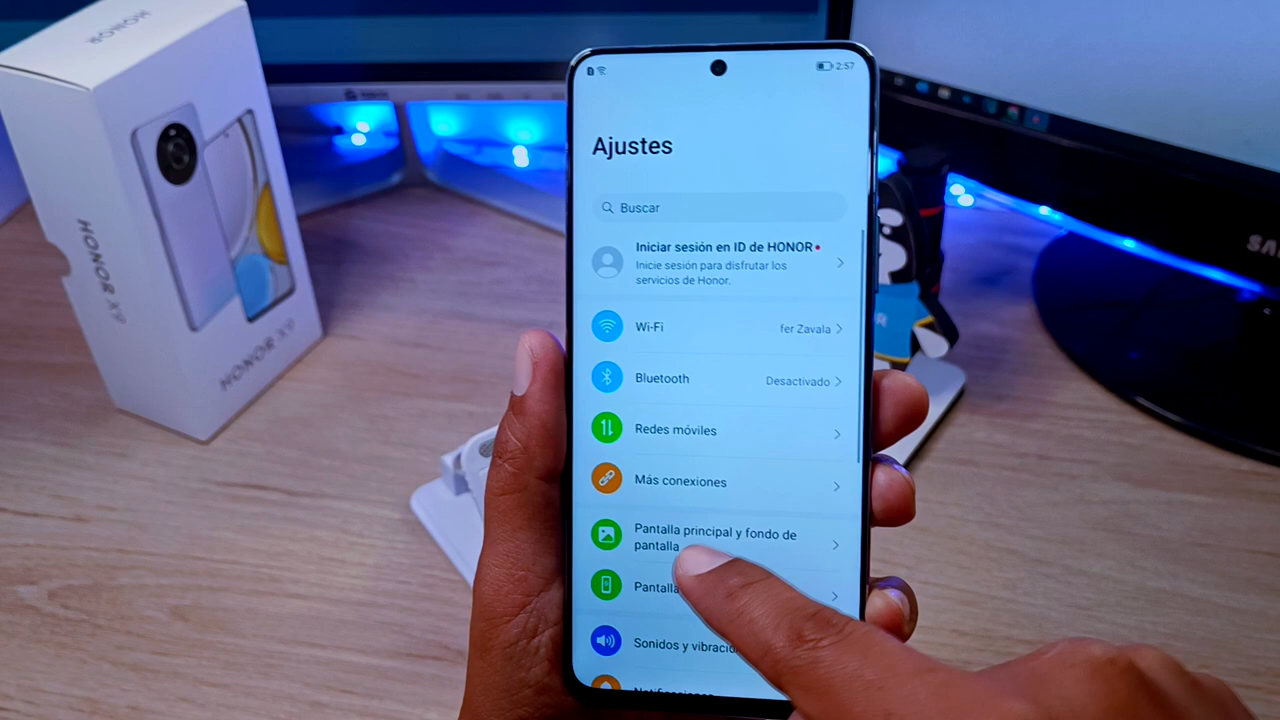 HONOR
HONOR X9
HONOR X9
2:57
Ajustes
Buscar
Iniciar sesión en ID de HONOR
Inicie sesión para disfrutar los
servicios de Honor.
Wi-Fi
fer Zavala
Bluetooth
Desactivado
Redes móviles
Más conexiones
Pantalla principal y fondo de
pantalla
Pantalla
Sonidos y
Notificaciones